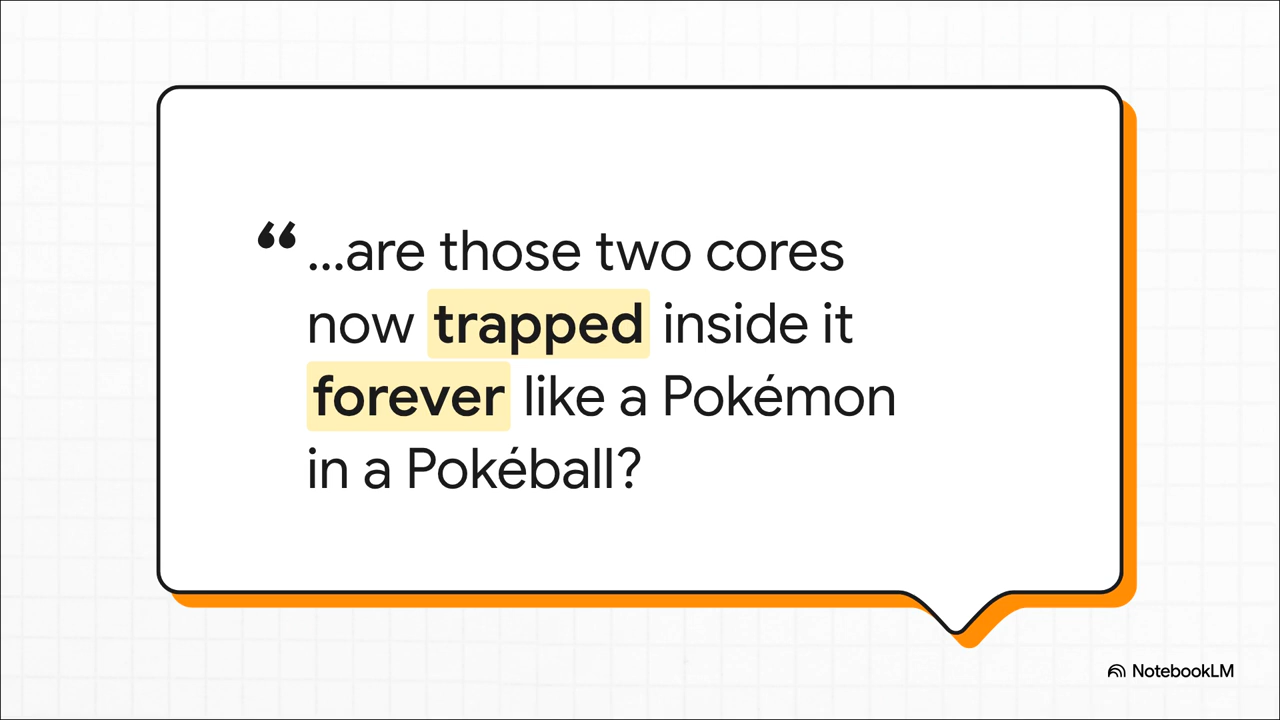 “...are those two cores
now trapped inside it
forever like a Pokémon
in a Pokéball?
NotebookLM